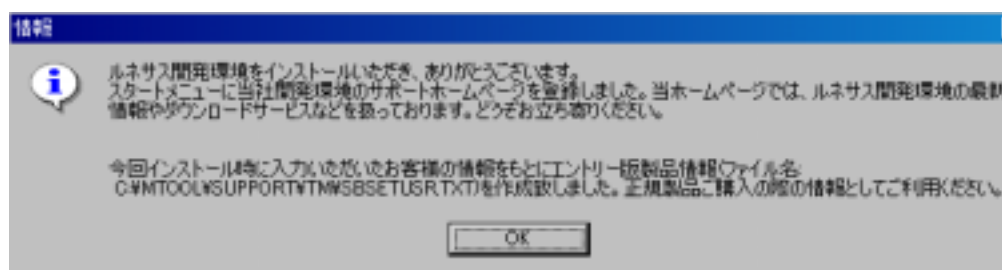 情報
ルネサス開発環境をインストールいただき、ありがとうございます。
スタートメニューに当社開発環境のサポートホームページを登録しました。当ホームページでは、ルネサス開発環境の最新
情報やダウンロードサービスなどを扱っております。どうぞお立ち寄りください。
今回インストール時に入力いただいたお客様の情報をもとにエントリー版製品情報(ファイル名:
C:¥MTOOL¥SUPPORT¥TM¥SBSETUSR.TXT)を作成致しました。正規製品ご購入の際の情報としてご利用ください。
OK